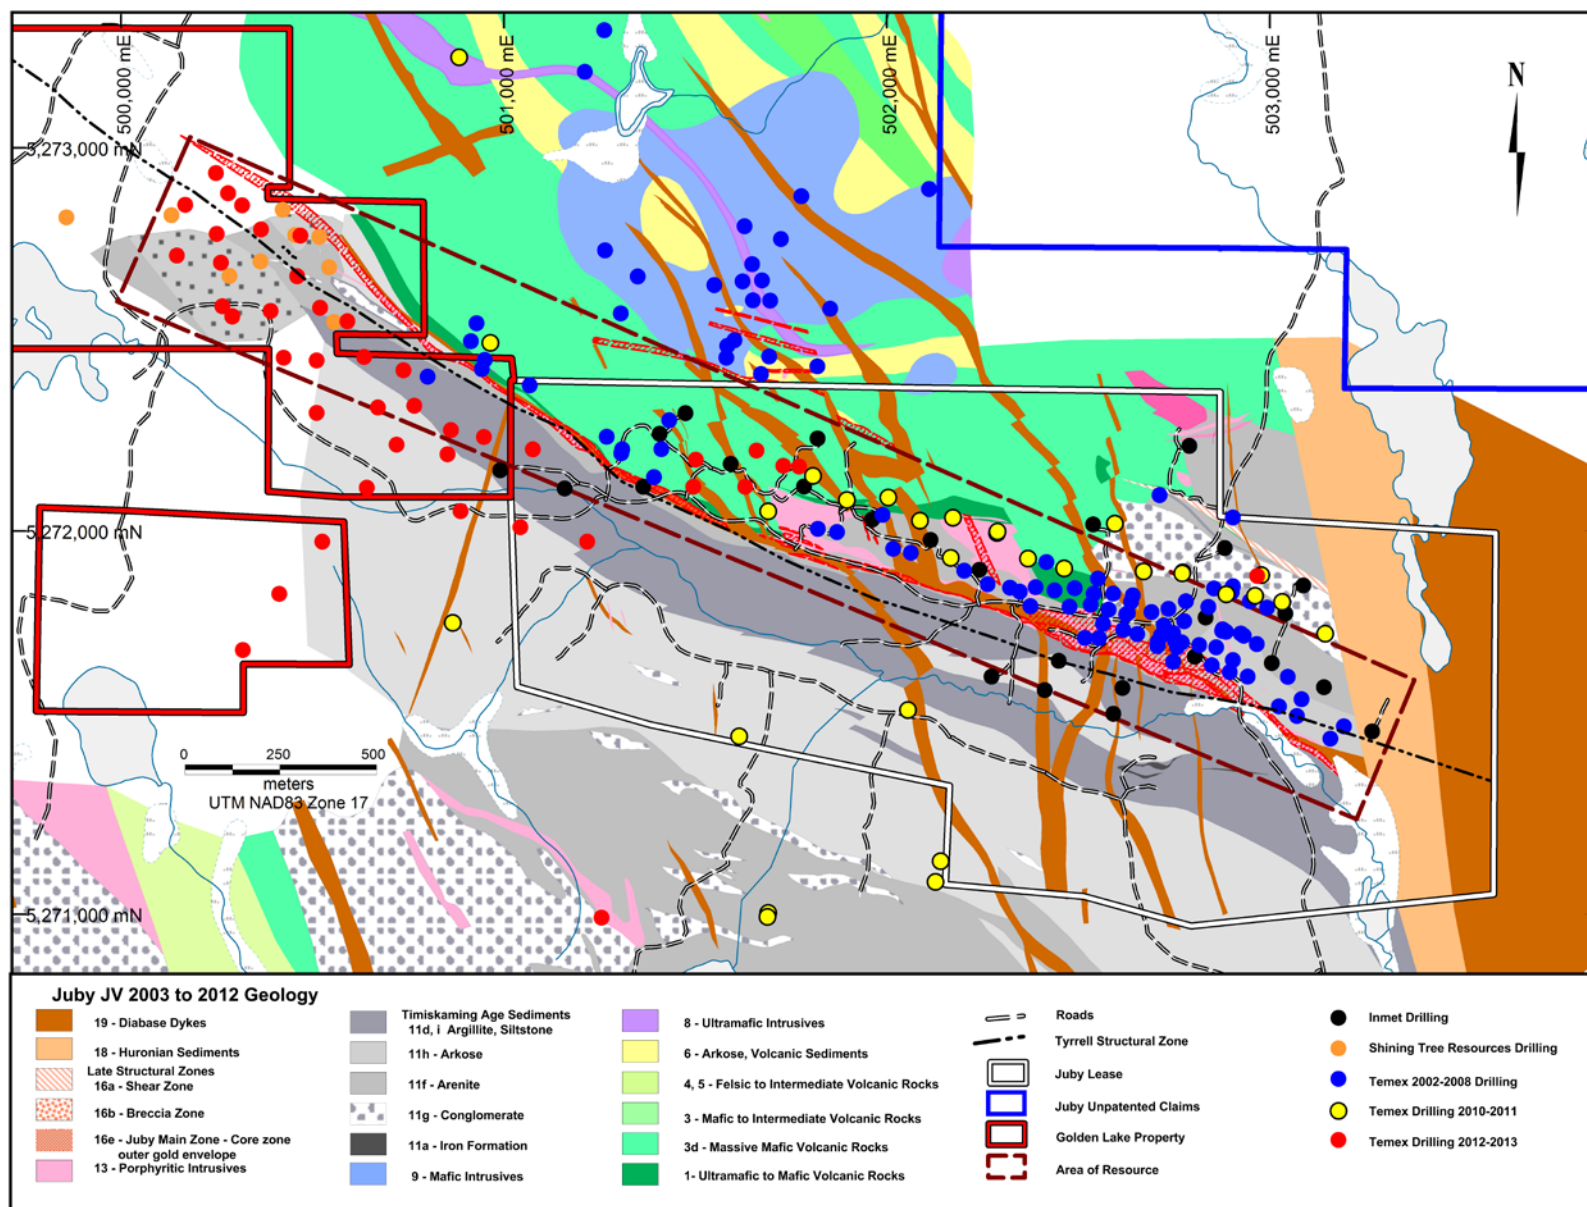 500,000 mE
501,000 mE
502,000 mE
503,000 mE
N
5,273,000 mN
5,272,000 mN
0 250 500
meters
UTM NAD83 Zone 17
5,271,000 mN
Juby JV 2003 to 2012 Geology
19 - Diabase Dykes
18 - Huronian Sediments
Late Structural Zones
16a - Shear Zone
16b - Breccia Zone
16e - Juby Main Zone - Core zone
outer gold envelope
13 - Porphyritic Intrusives
Timiskaming Age Sediments
11d, i Argillite, Siltstone
11h - Arkose
11f - Arenite
11g - Conglomerate
11a - Iron Formation
9 - Mafic Intrusives
8 - Ultramafic Intrusives
6 - Arkose, Volcanic Sediments
4, 5 - Felsic to Intermediate Volcanic Rocks
3 - Mafic to Intermediate Volcanic Rocks
3d - Massive Mafic Volcanic Rocks
1- Ultramafic to Mafic Volcanic Rocks
Roads
Tyrrell Structural Zone
Juby Lease
Juby Unpatented Claims
Golden Lake Property
Area of Resource
Inmet Drilling
Shining Tree Resources Drilling
Temex 2002-2008 Drilling
Temex Drilling 2010-2011
Temex Drilling 2012-2013